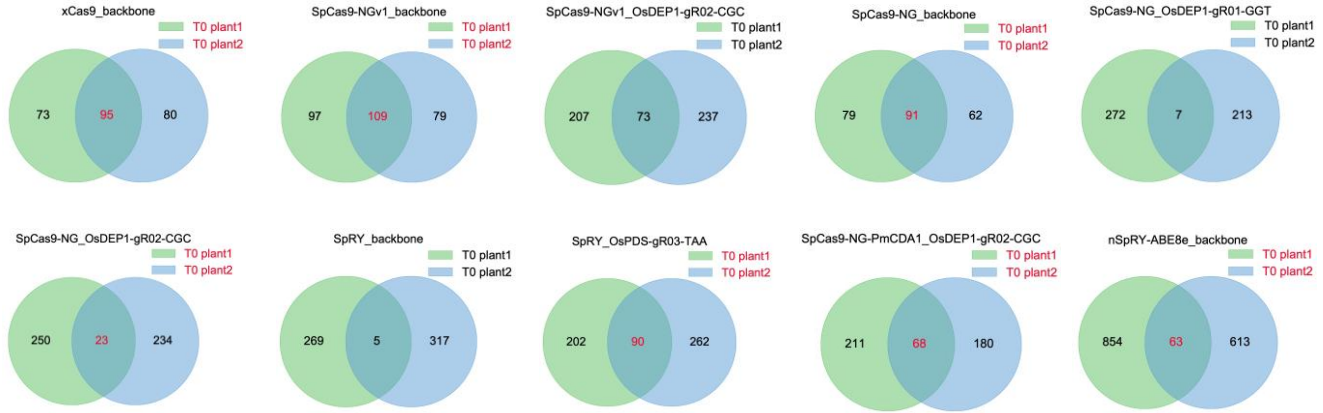 xCas9_backbone
T0 plant1
T0 plant2
73
95
80
SpCas9-NGv1_backbone
T0 plant1
T0 plant2
97
109
79
SpCas9-NGv1_OsDEP1-gR02-CGC
T0 plant1
T0 plant2
207
73
237
SpCas9-NG_backbone
T0 plant1
T0 plant2
79
91
62
SpCas9-NG_OsDEP1-gR01-GGT
T0 plant1
T0 plant2
272
7
213
SpCas9-NG_OsDEP1-gR02-CGC
T0 plant1
T0 plant2
250
23
234
SpRY_backbone
T0 plant1
T0 plant2
269
5
317
SpRY_OsPDS-gR03-TAA
T0 plant1
T0 plant2
202
90
262
SpCas9-NG-PmCDA1_OsDEP1-gR02-CGC
T0 plant1
T0 plant2
211
68
180
nSpRY-ABE8e_backbone
T0 plant1
T0 plant2
854
63
613